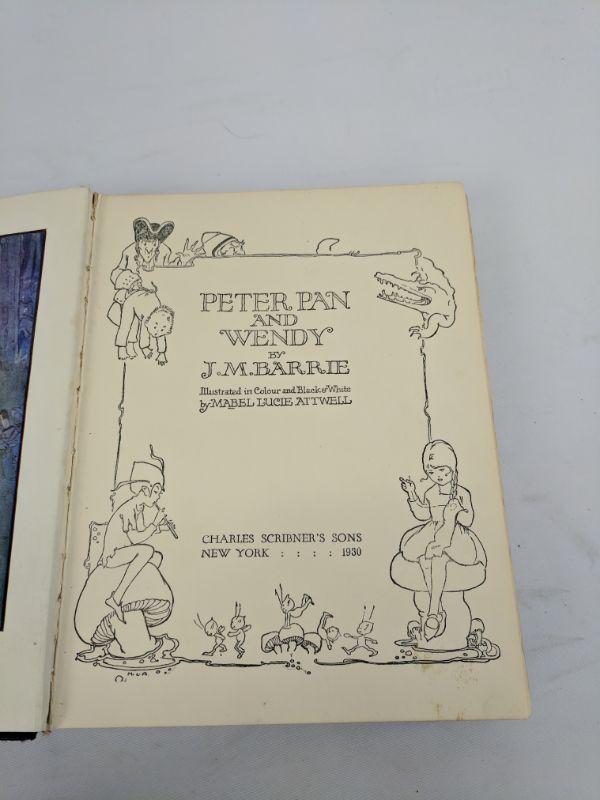 PETER PAN
AND
WENDY
BY
J.M.BARRIE
Illustrated in Colour and Black & White
by MABEL LUCIE ATTWELL
CHARLES SCRIBNER'S SONS
NEW YORK : : : : 1930